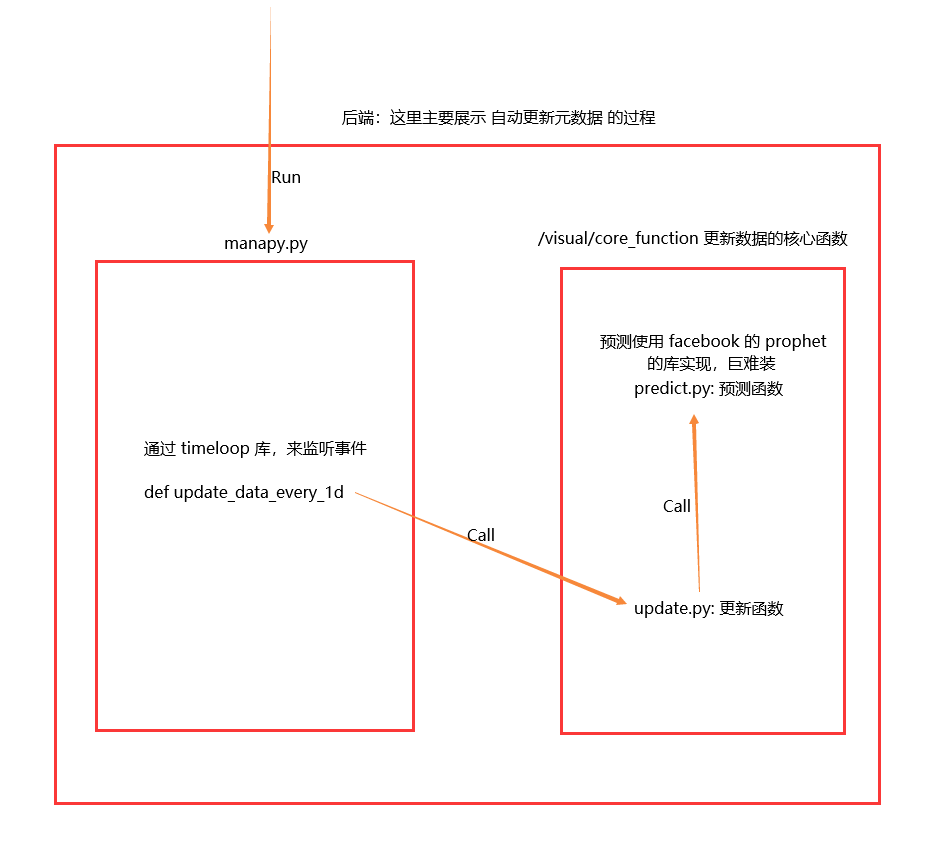 后端：这里主要展示 自动更新元数据 的过程
Run
manapy.py
/visual/core_function 更新数据的核心函数
预测使用 facebook 的 prophet
的库实现，巨难装
predict.py: 预测函数
通过 timeloop 库，来监听事件
def update_data_every_1d
Call
Call
update.py: 更新函数